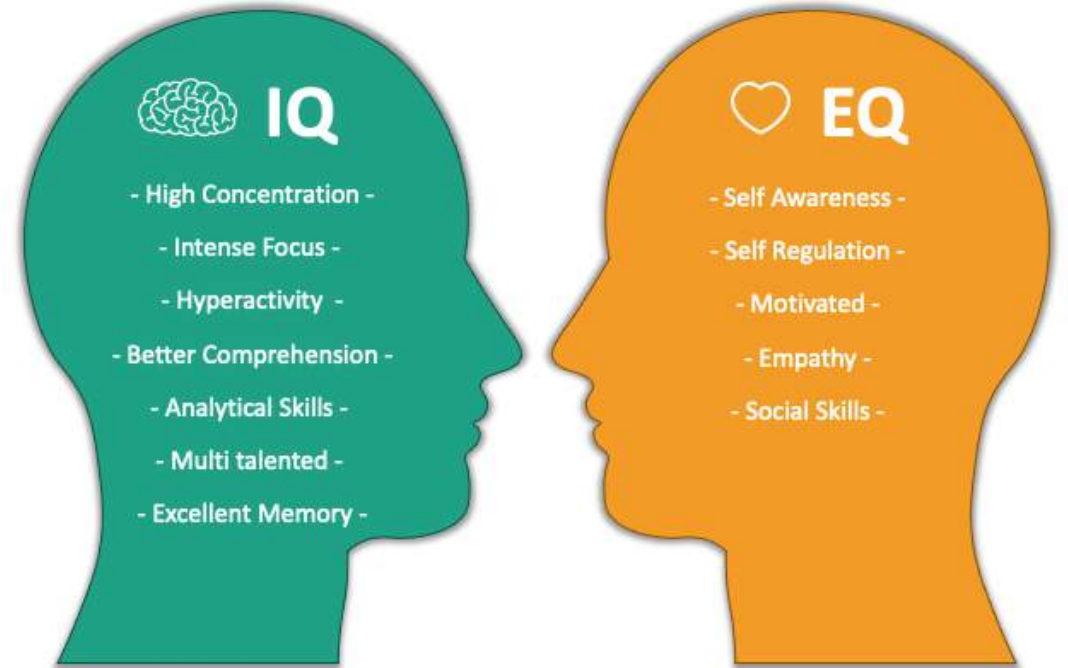 IQ
- High Concentration -
- Intense Focus -
- Hyperactivity -
- Better Comprehension -
- Analytical Skills -
- Multi talented -
- Excellent Memory -
EQ
- Self Awareness -
- Self Regulation -
- Motivated -
- Empathy -
- Social Skills -